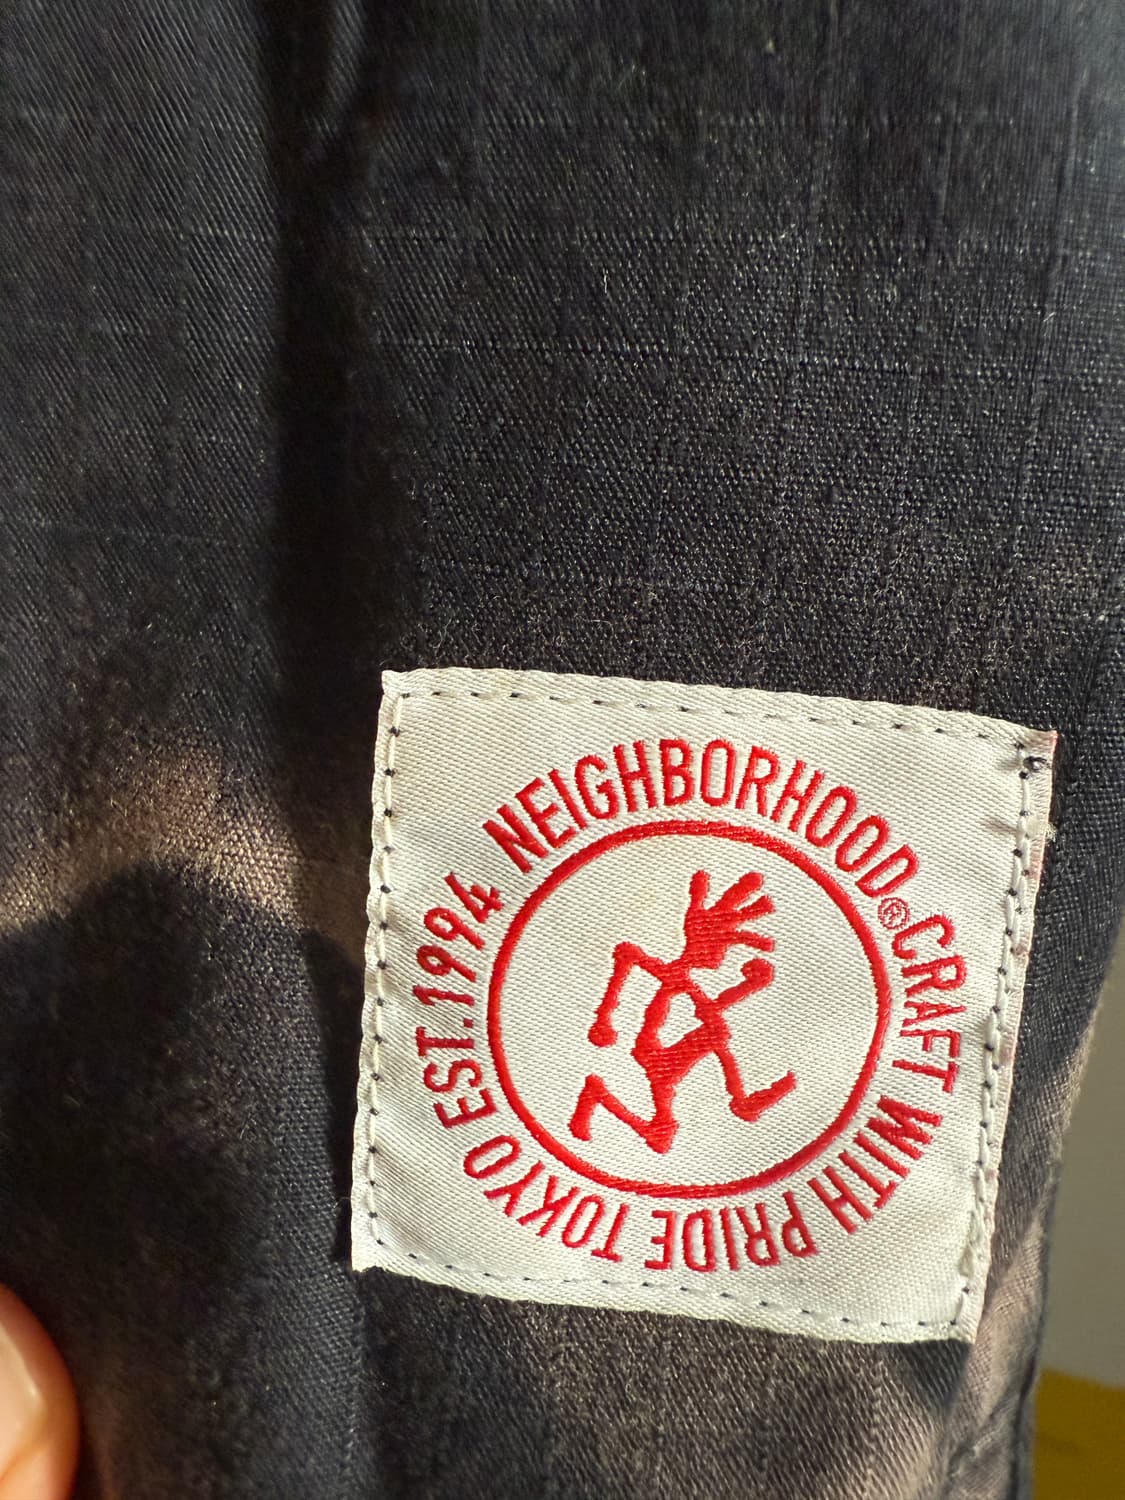 NEIGHBORHOOD® CRAFT WITH PRIDE TOKYO EST.1994